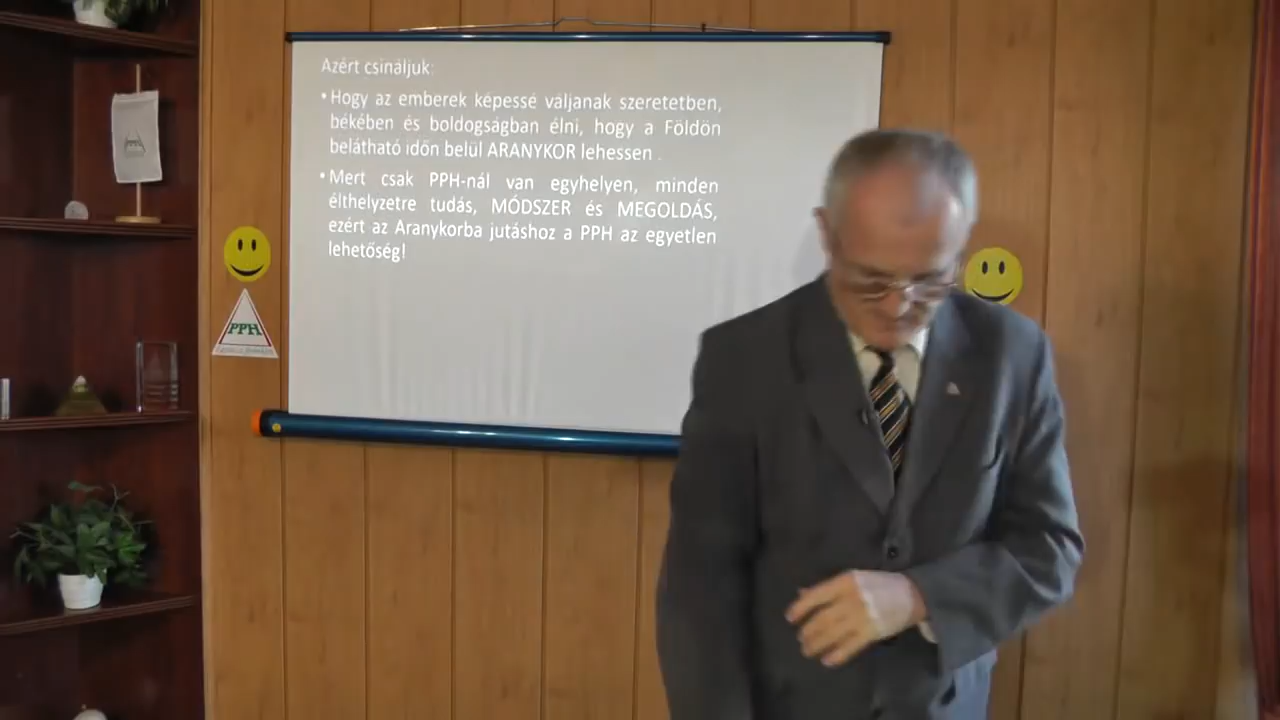 Azért csináljuk:
•Hogy az emberek képessé váljanak szeretetben,
békében és boldogságban élni, hogy a Földön
belátható időn belül ARANYKOR lehessen .
•Mert csak PPH-nál van egyhelyen, minden
élthelyzetre tudás, MÓDSZER és MEGOLDÁS,
ezért az Aranykorba jutáshoz a PPH az egyetlen
lehetőség!
PPH